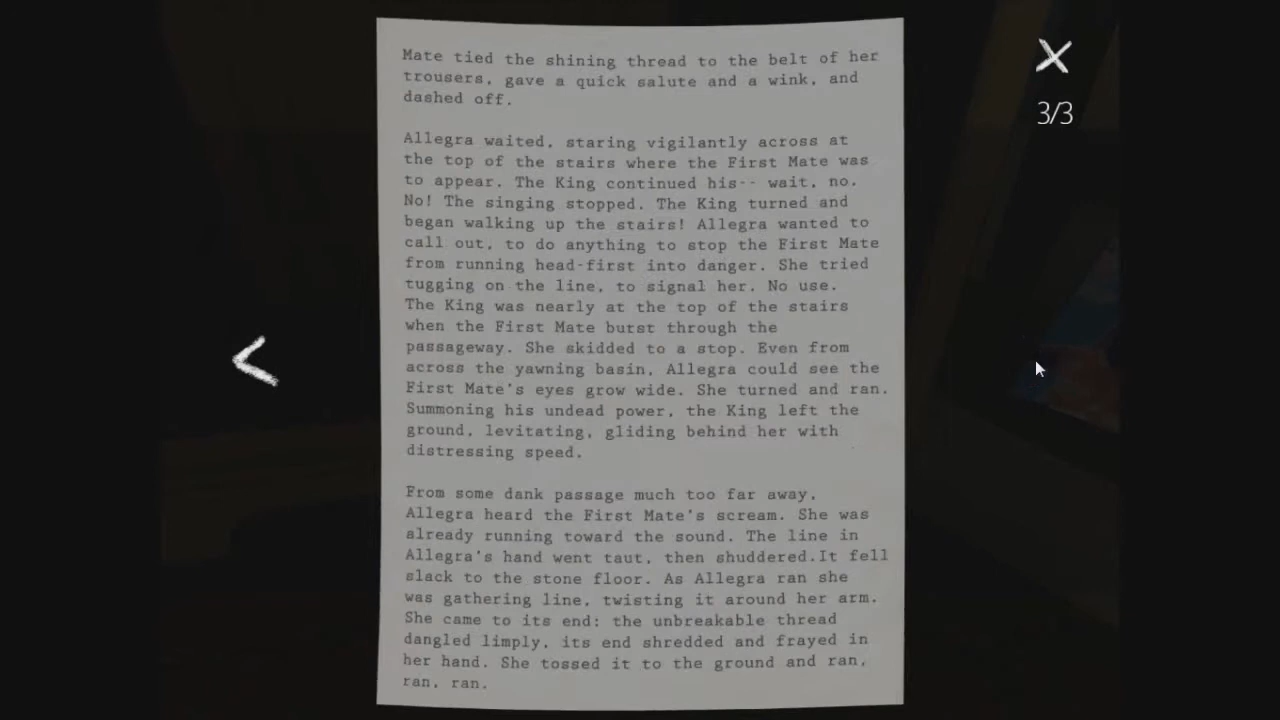 Mate tied the shining thread to the belt of her
trousers, gave a quick salute and a wink, and
dashed off.
Allegra waited, staring vigilantly across at
the top of the stairs where the First Mate was
to appear. The King continued his-- wait, no.
No! The singing stopped. The King turned and
began walking up the stairs! Allegra wanted to
call out, to do anything to stop the First Mate
from running head-first into danger. She tried
tugging on the line, to signal her. No use.
The King was nearly at the top of the stairs
when the First Mate burst through the
passageway. She skidded to a stop. Even from
across the yawning basin, Allegra could see the
First Mate's eyes grow wide. She turned and ran.
Summoning his undead power, the King left the
ground, levitating, gliding behind her with
distressing speed.
From some dank passage much too far away,
Allegra heard the First Mate's scream. She was
already running toward the sound. The line in
Allegra's hand went taut, then shuddered.It fell
slack to the stone floor. As Allegra ran she
was gathering line, twisting it around her arm.
She came to its end: the unbreakable thread
dangled limply, its end shredded and frayed in
her hand. She tossed it to the ground and ran,
ran, ran.
3/3